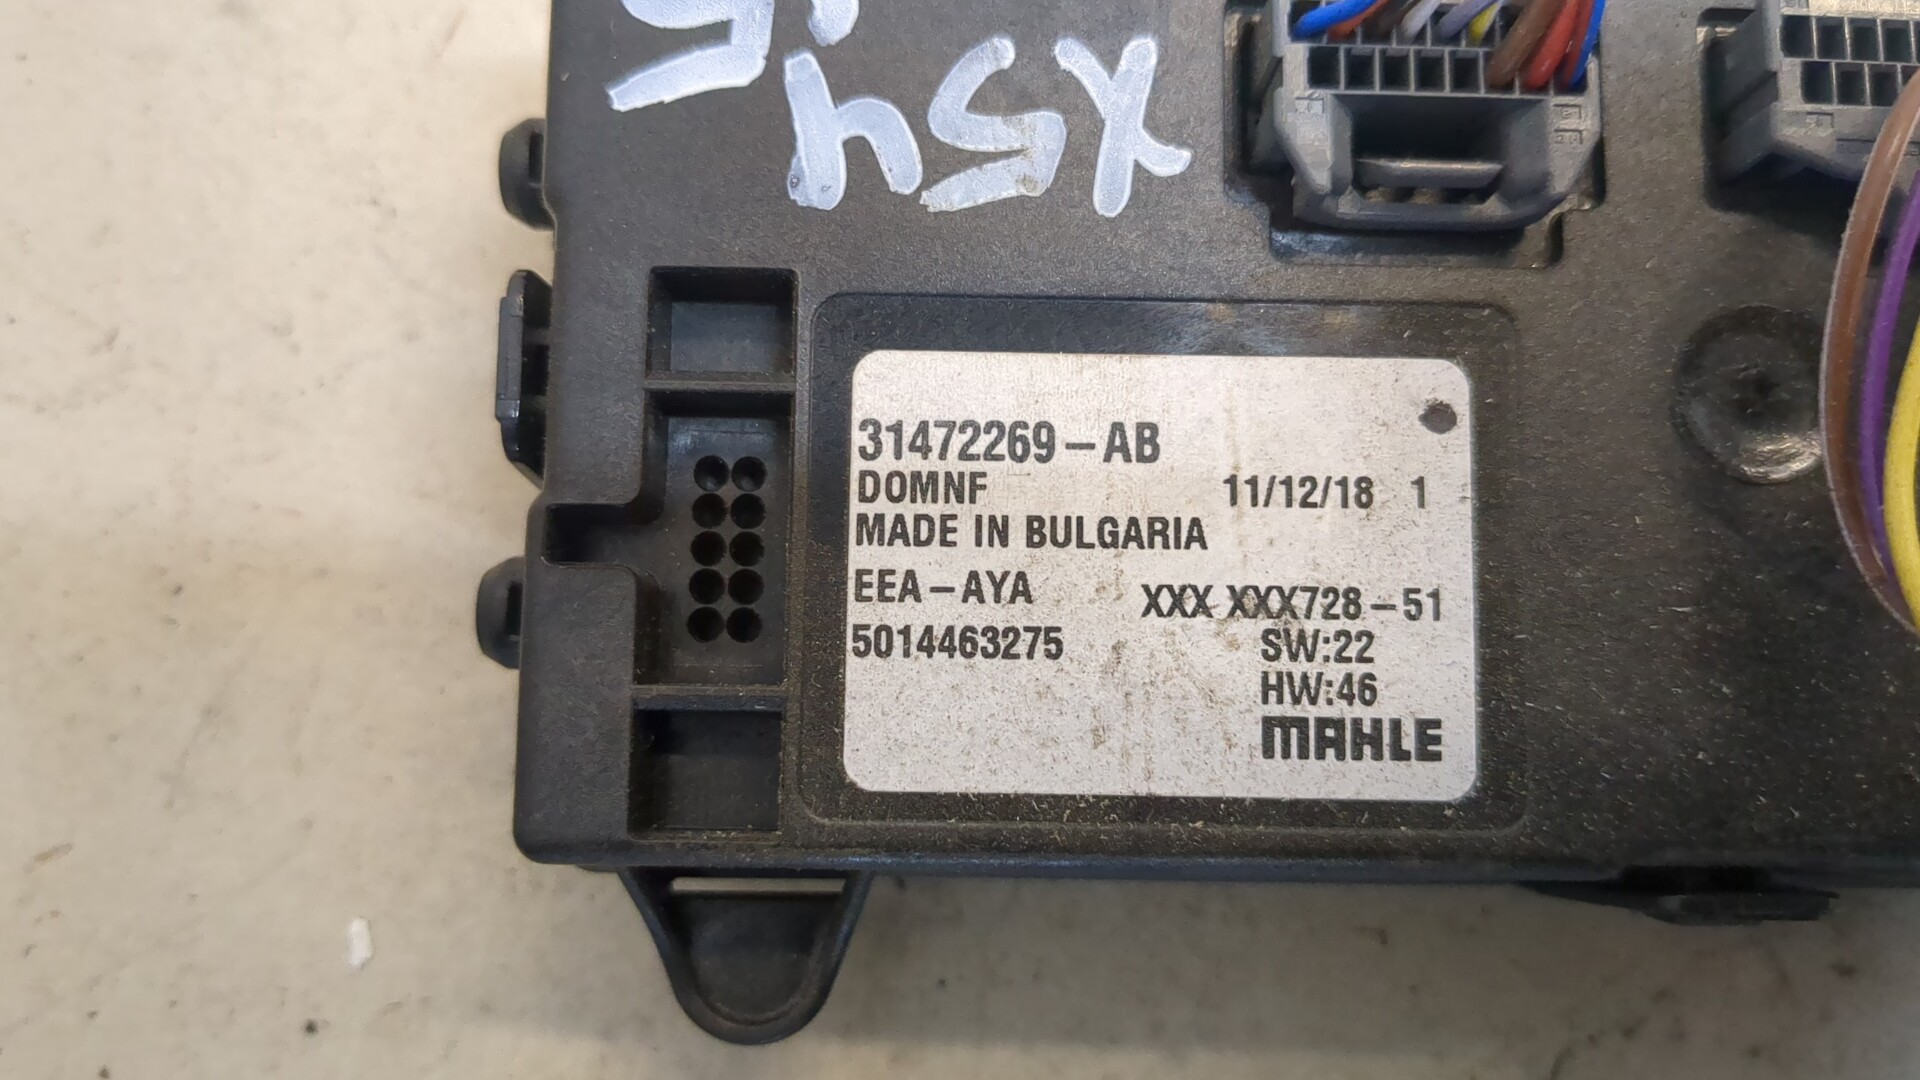 31472269-AB
DOMNF 11/12/18 1
MADE IN BULGARIA
EEA-AYA XXX XXX728-51
5014463275 SW:22
HW:46
MAHLE